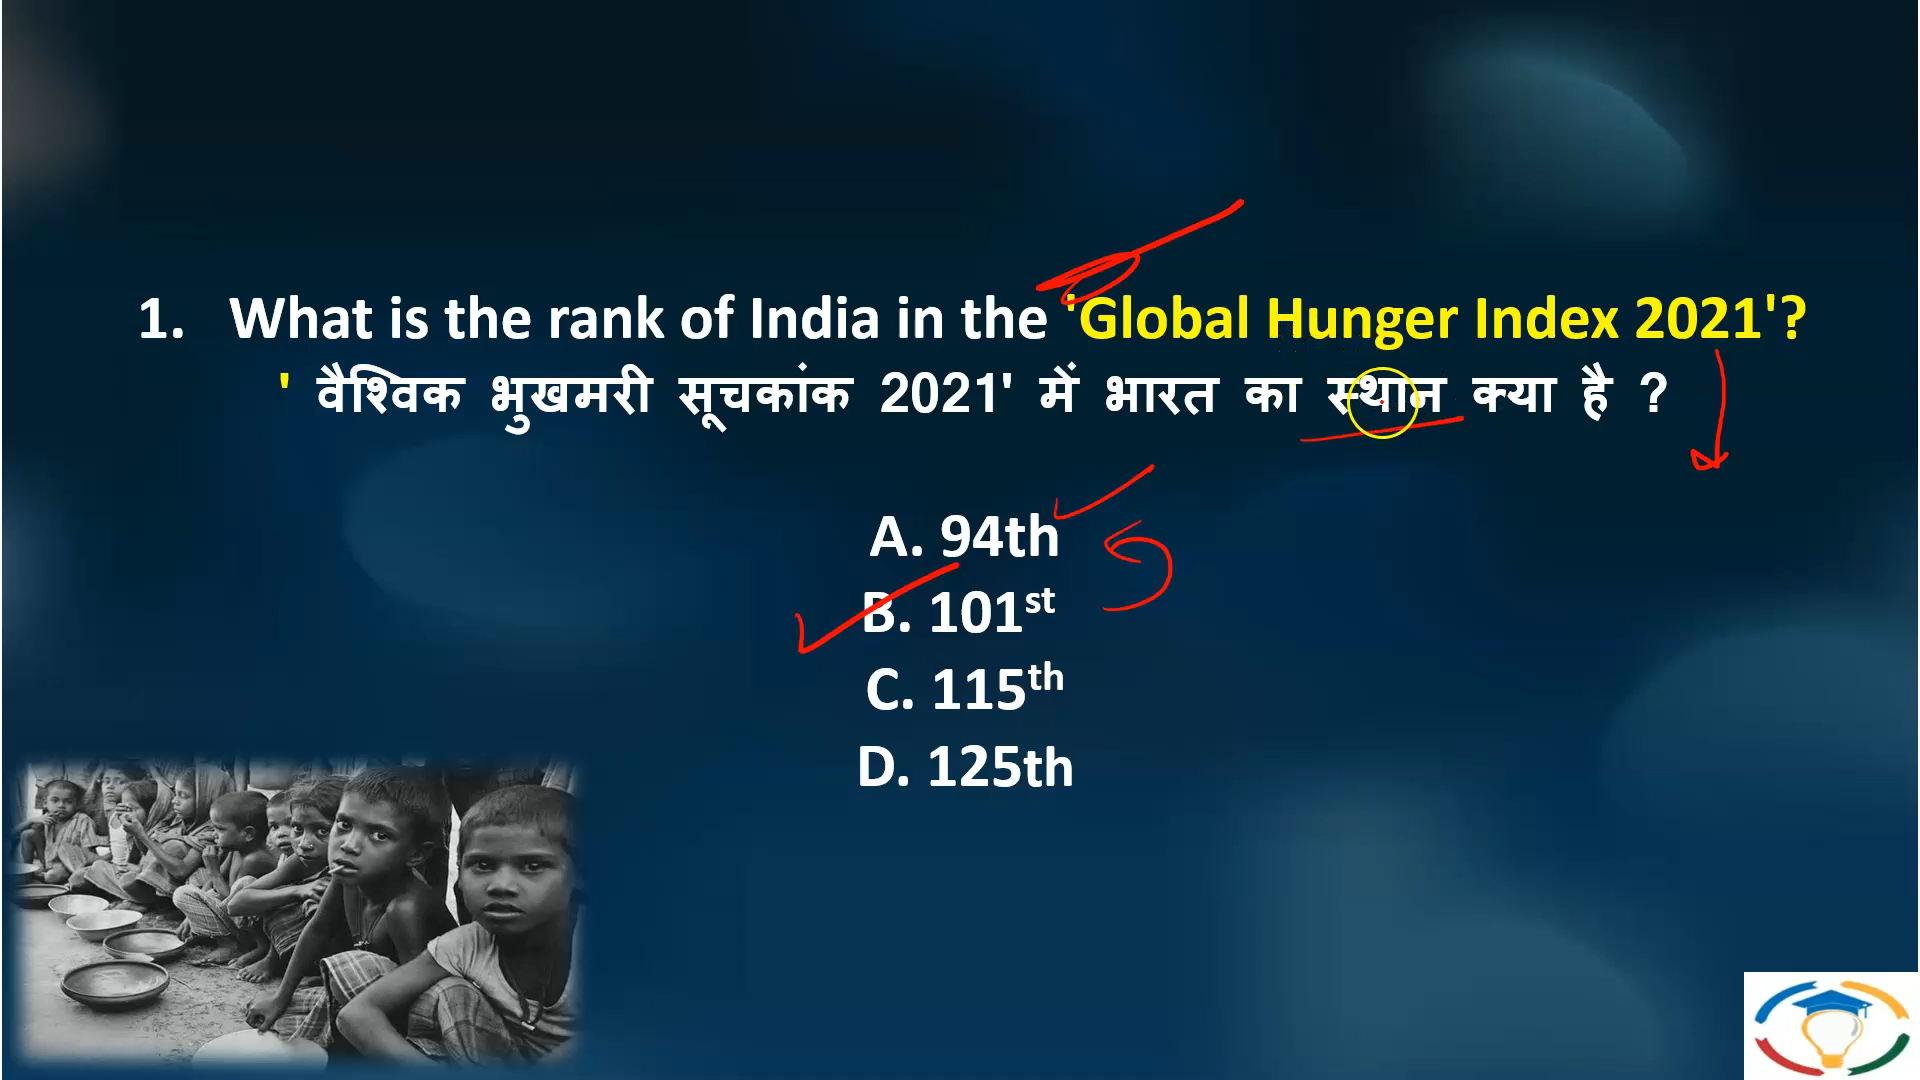 1. What is the rank of India in the 'Global Hunger Index 2021'?
' वैश्विक भुखमरी सूचकांक 2021' में भारत का स्थान क्या है ?
A. 94th
B. 101st
C. 115th
D. 125th